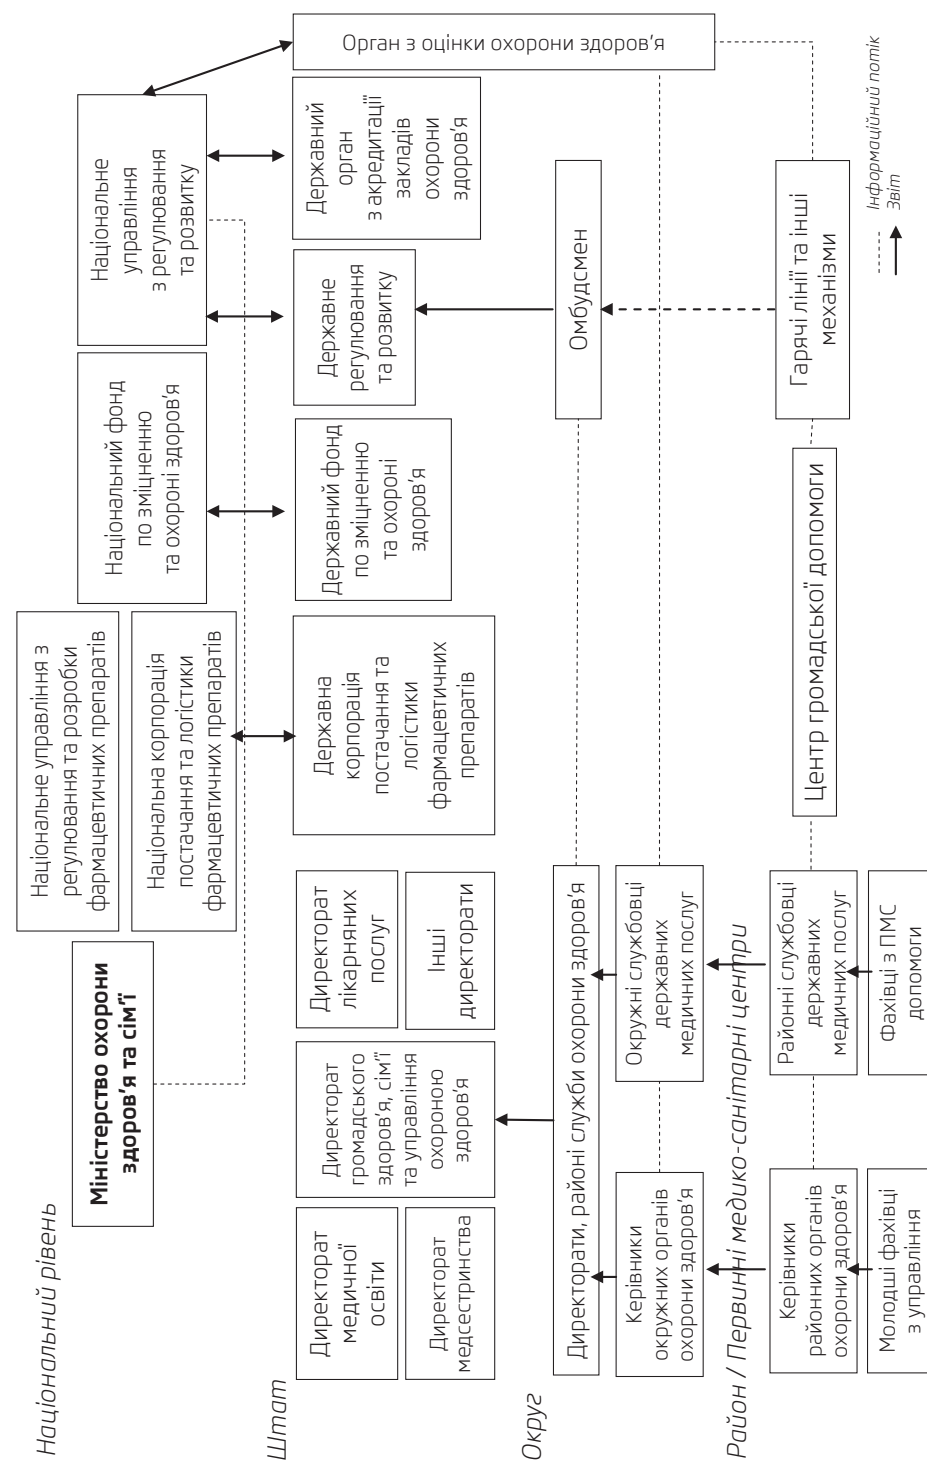 Національний рівень
Міністерство охорони
здоров'я та сім'ї
Національне управління з
регулювання та розробки
фармацевтичних препаратів
Національна корпорація
постачання та логістики
фармацевтичних препаратів
Національний фонд
по зміцненню
та охороні здоров'я
Національне
управління
з регулювання
та розвитку
Орган з оцінки охорони здоров'я
Штат
Директорат
медичної
освіти
Директорат
медсестринства
Директорат
громадського
здоров'я, сім'ї
та управління
охороною
здоров'я
Директорат
лікарняних
послуг
Інші
директорати
Державна
корпорація
постачання та
логістики
фармацевтичних
препаратів
Державний фонд
по зміцненню
та охороні
здоров'я
Державне
регулювання
та розвитку
Державний
орган
з акредитації
закладів
охорони
здоров'я
Округ
Директорати, районі служби охорони здоров'я
Омбудсмен
Керівники
окружних органів
охорони здоров'я
Окружні службовці
державних
медичних послуг
Район / Первинні медико-санітарні центри
Керівники
районних органів
охорони здоров'я
Районні службовці
державних
медичних послуг
Центр громадської допомоги
Гарячі лінії та інші
механізми
Молодші фахівці
з управління
Фахівці з ПМС
допомоги
Інформаційний потік
Звіт